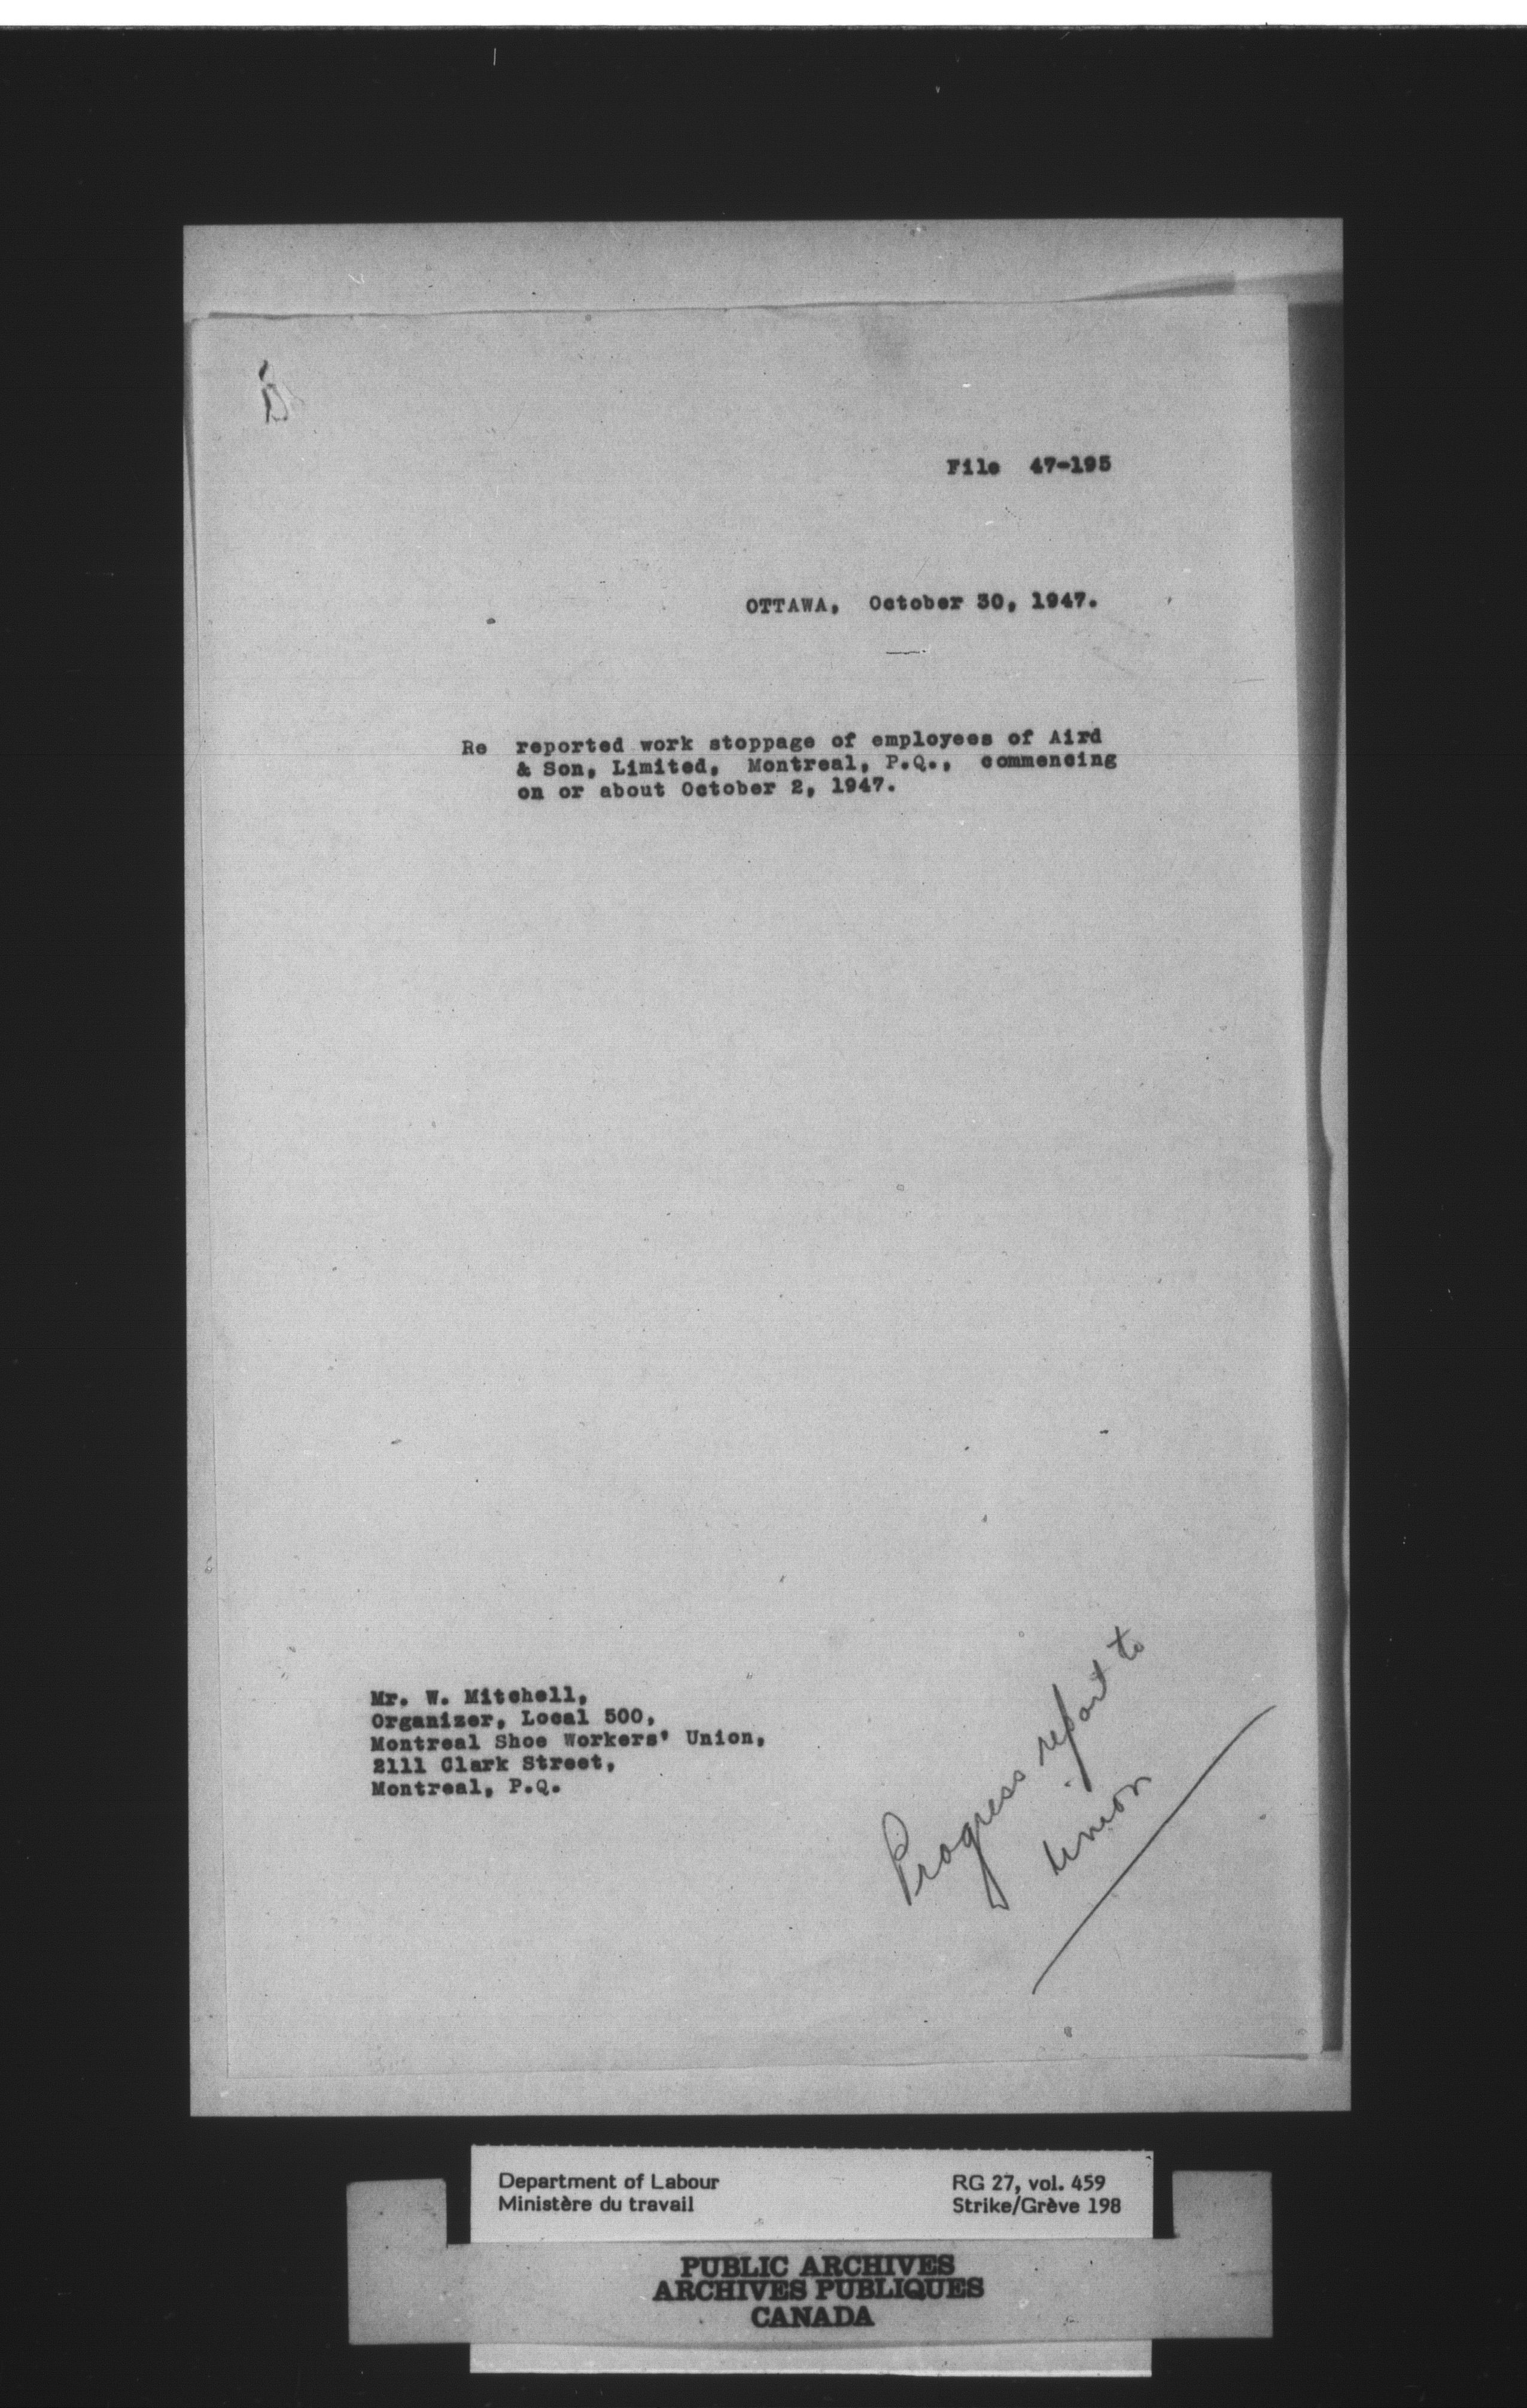 File 47-195
OTTAWA, October 30, 1947.
Re reported work stoppage of employees of Aird
& Son, Limited, Montreal, P.Q., commencing
on or about October 2, 1947.
Mr. W. Mitchell,
Organizer, Local 500,
Montreal Shoe Workers' Union,
2111 Clark Street,
Montreal, P.Q.
Progress report to
Union
Department of Labour
Ministère du travail
RG 27, vol. 459
Strike/Grève 198
PUBLIC ARCHIVES
ARCHIVES PUBLIQUES
CANADA